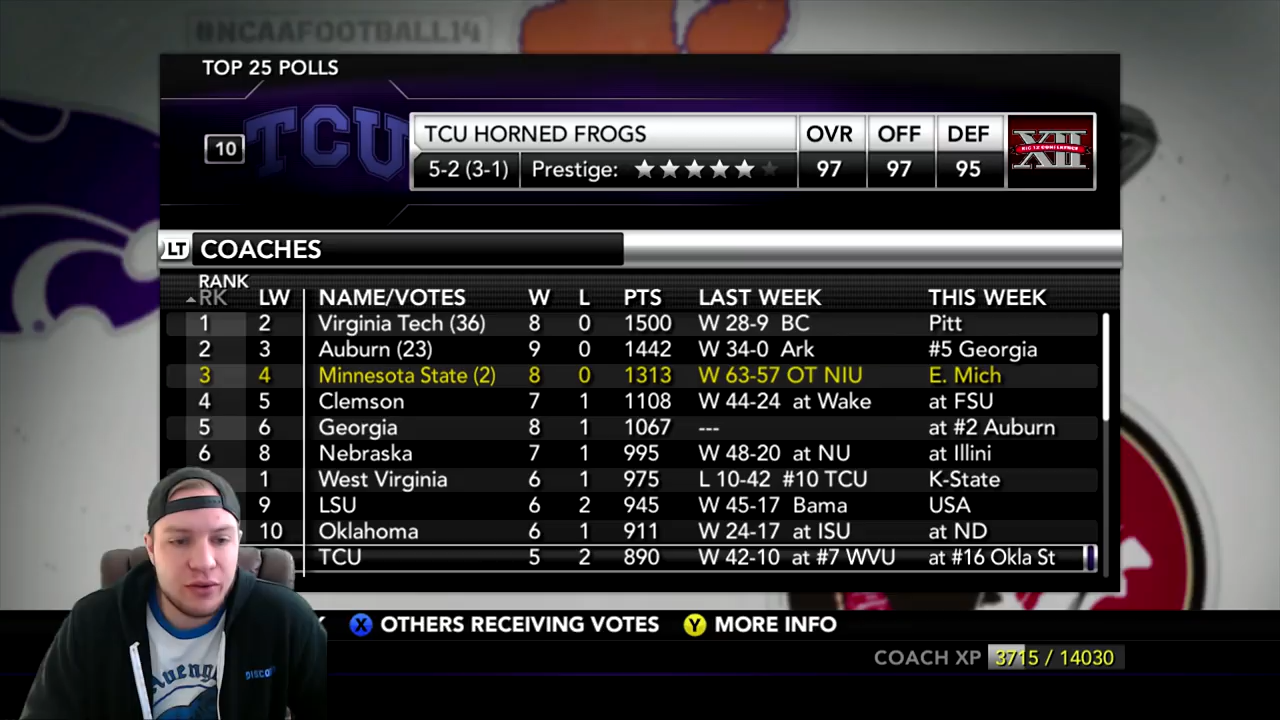 #NCAAFOOTBALL14
TOP 25 POLLS
10 TCU
TCU HORNED FROGS OVR OFF DEF
5-2 (3-1) Prestige: 97 97 95
XII
LT COACHES
RANK
RK LW NAME/VOTES W L PTS LAST WEEK THIS WEEK
1 2 Virginia Tech (36) 8 0 1500 W 28-9 BC Pitt
2 3 Auburn (23) 9 0 1442 W 34-0 Ark #5 Georgia
3 4 Minnesota State (2) 8 0 1313 W 63-57 OT NIU E. Mich
4 5 Clemson 7 1 1108 W 44-24 at Wake at FSU
5 6 Georgia 8 1 1067 --- at #2 Auburn
6 8 Nebraska 7 1 995 W 48-20 at NU at Illini
1 West Virginia 6 1 975 L 10-42 #10 TCU K-State
9 LSU 6 2 945 W 45-17 Bama USA
10 Oklahoma 6 1 911 W 24-17 at ISU at ND
TCU 5 2 890 W 42-10 at #7 WVU at #16 Okla St
X OTHERS RECEIVING VOTES Y MORE INFO
COACH XP 3715 / 14030